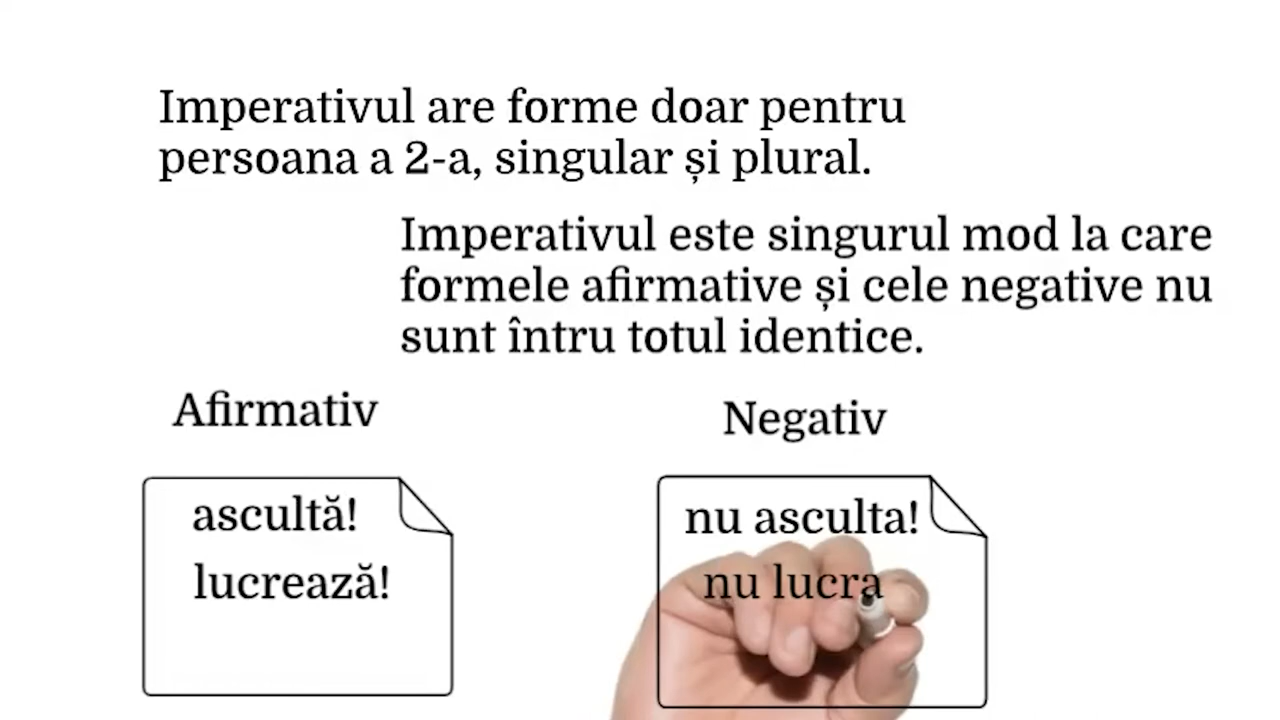 Imperativul are forme doar pentru
persoana a 2-a, singular și plural.
Imperativul este singurul mod la care
formele afirmative și cele negative nu
sunt întru totul identice.
Afirmativ
ascultă!
lucrează!
Negativ
nu asculta!
nu lucra